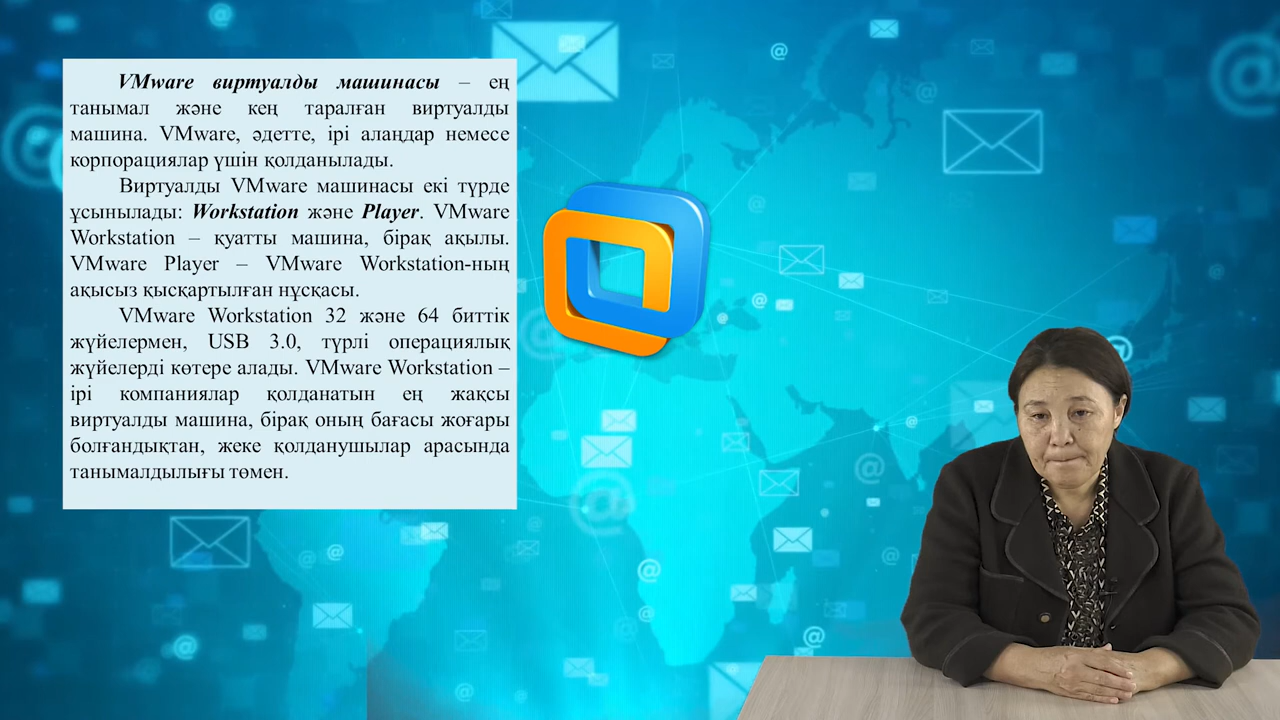 VMware виртуалды машинасы – ең
танымал және кең таралған виртуалды
машина. VMware, әдетте, ірі алаңдар немесе
корпорациялар үшін қолданылады.
Виртуалды VMware машинасы екі түрде
ұсынылады: Workstation және Player. VMware
Workstation – қуатты машина, бірақ ақылы.
VMware Player – VMware Workstation-ның
ақысыз қысқартылған нұсқасы.
VMware Workstation 32 және 64 биттік
жүйелермен, USB 3.0, түрлі операциялық
жүйелерді көтере алады. VMware Workstation –
ірі компаниялар қолданатын ең жақсы
виртуалды машина, бірақ оның бағасы жоғары
болғандықтан, жеке қолданушылар арасында
танымалдылығы төмен.